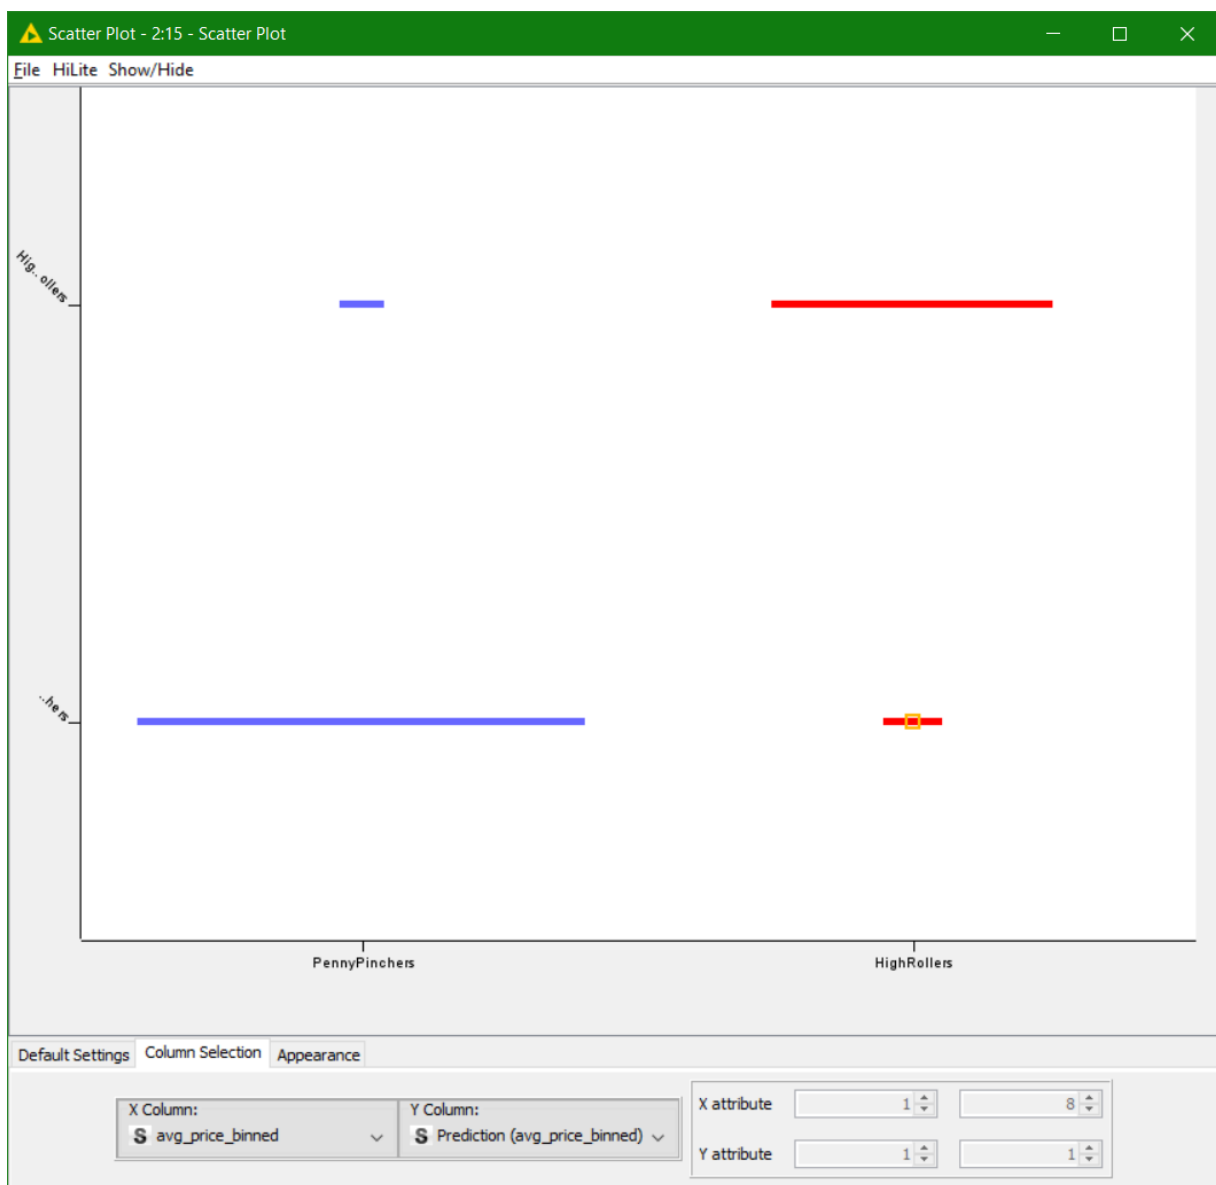 Scatter Plot - 2:15 - Scatter Plot
File HiLite Show/Hide
Hig.. ollers
..hers
PennyPinchers HighRollers
Default Settings Column Selection Appearance
X Column: Y Column:
S avg_price_binned S Prediction (avg_price_binned)
X attribute 1 8
Y attribute 1 1